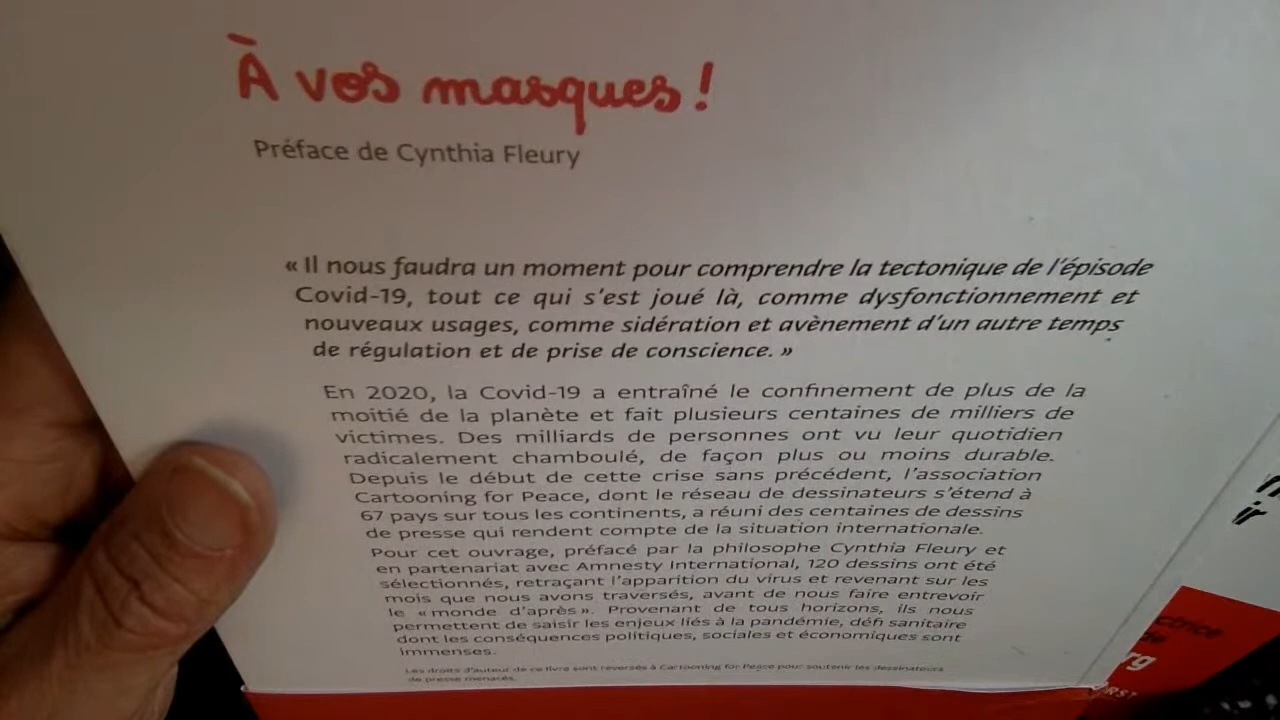 À vos masques !
Préface de Cynthia Fleury
« Il nous faudra un moment pour comprendre la tectonique de l'épisode
Covid-19, tout ce qui s'est joué là, comme dysfonctionnement et
nouveaux usages, comme sidération et avènement d'un autre temps
de régulation et de prise de conscience. »
En 2020, la Covid-19 a entraîné le confinement de plus de la
moitié de la planète et fait plusieurs centaines de milliers de
victimes. Des milliards de personnes ont vu leur quotidien
radicalement chamboulé, de façon plus ou moins durable.
Depuis le début de cette crise sans précédent, l'association
Cartooning for Peace, dont le réseau de dessinateurs s'étend à
67 pays sur tous les continents, a réuni des centaines de dessins
de presse qui rendent compte de la situation internationale.
Pour cet ouvrage, préfacé par la philosophe Cynthia Fleury et
en partenariat avec Amnesty International, 120 dessins ont été
sélectionnés, retraçant l'apparition du virus et revenant sur les
mois que nous avons traversés, avant de nous faire entrevoir
le « monde d'après ». Provenant de tous horizons, ils nous
permettent de saisir les enjeux liés à la pandémie, défi sanitaire
dont les conséquences politiques, sociales et économiques sont
immenses.
Les droits d'auteur de ce livre sont reversés à Cartooning for Peace pour soutenir les dessinateurs
de presse menacés.